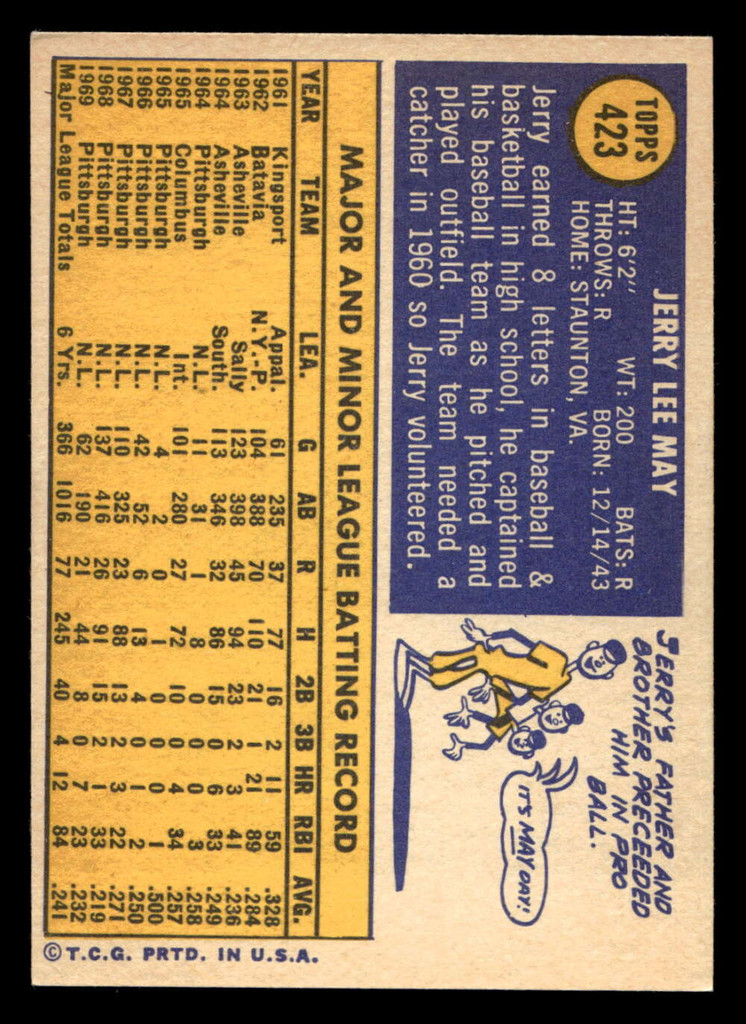 TOPPS
423
JERRY LEE MAY
HT: 6'2" WT: 200 BATS: R
THROWS: R BORN: 12/14/43
HOME: STAUNTON, VA.
Jerry earned 8 letters in baseball &
basketball in high school, he captained
his baseball team as he pitched and
played outfield. The team needed a
catcher in 1960 so Jerry volunteered.
JERRY'S FATHER AND
BROTHER PRECEEDED
HIM IN PRO
BALL.
IT'S MAY DAY!
MAJOR AND MINOR LEAGUE BATTING RECORD
YEAR TEAM LEA. G AB R H 2B 3B HR RBI AVG.
1961 Kingsport Appal. 61 235 37 77 16 2 11 59 .328
1962 Batavia N.Y.-P. 104 388 70 110 21 1 21 89 .284
1963 Asheville Sally 123 398 45 94 23 2 3 41 .236
1964 Asheville South. 113 346 32 86 15 0 6 33 .249
1964 Pittsburgh N.L. 11 31 1 8 0 0 0 3 .258
1965 Columbus Int. 101 280 27 72 10 0 4 34 .257
1965 Pittsburgh N.L. 4 2 0 1 0 0 0 1 .500
1966 Pittsburgh N.L. 42 52 6 13 4 0 1 2 .250
1967 Pittsburgh N.L. 110 325 23 88 13 2 3 22 .271
1968 Pittsburgh N.L. 137 416 26 91 15 2 1 33 .219
1969 Pittsburgh N.L. 62 190 21 44 8 0 7 23 .232
Major League Totals 6 Yrs. 366 1016 77 245 40 4 12 84 .241
© T.C.G. PRTD. IN U.S.A.